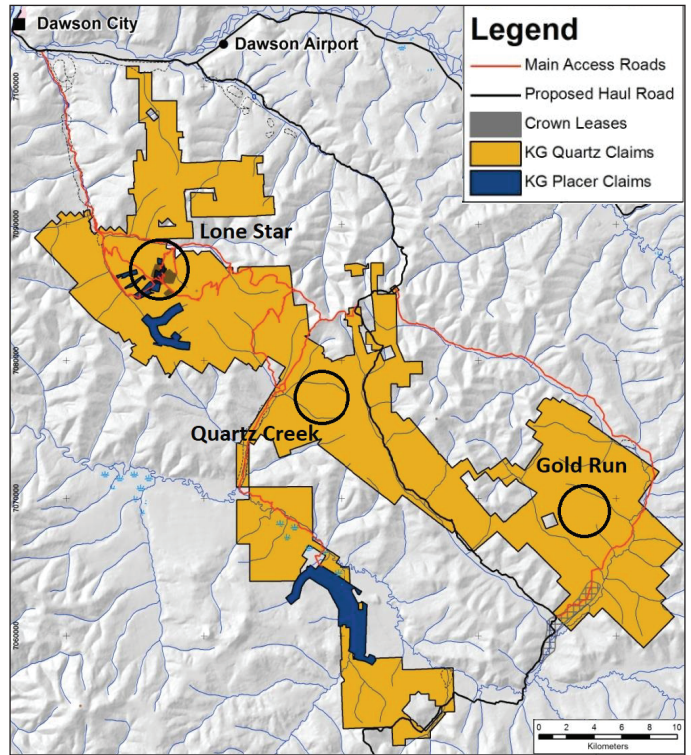 Dawson City
Dawson Airport
Legend
Main Access Roads
Proposed Haul Road
Crown Leases
KG Quartz Claims
KG Placer Claims
7100000
7090000
Lone Star
7080000
Quartz Creek
Gold Run
7070000
7060000
0 2 4 6 8 10
Kilometers